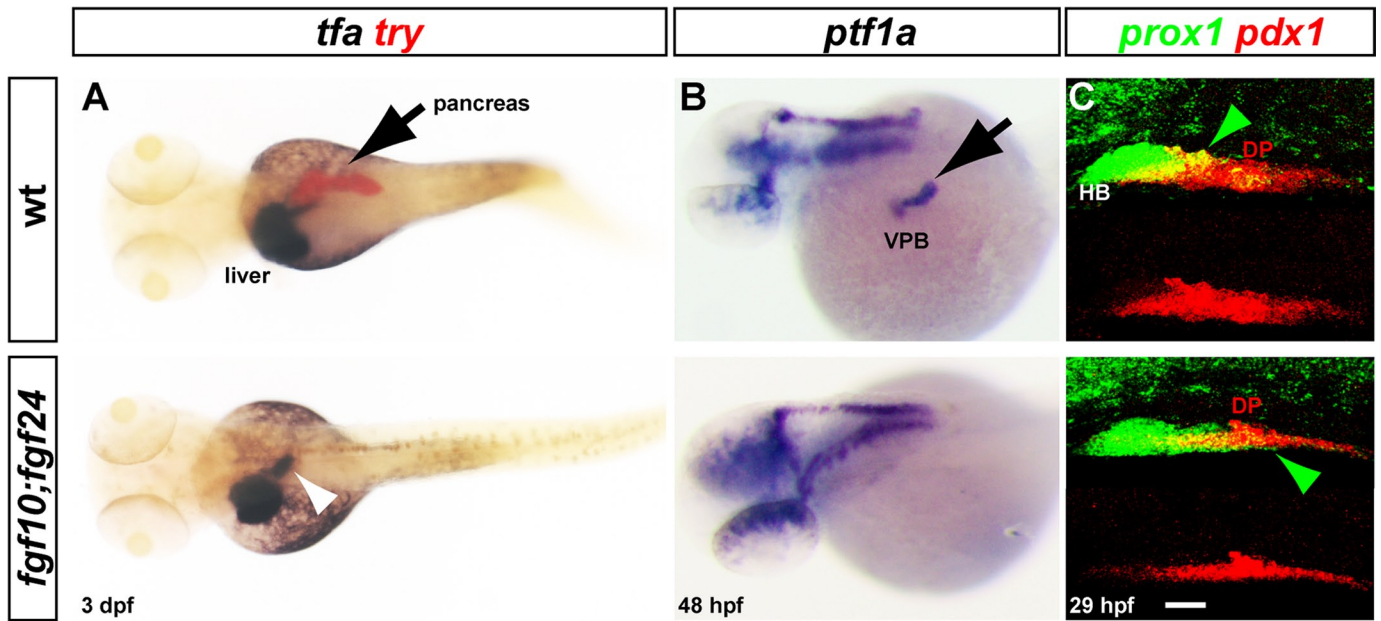 tfa try
ptf1a
prox1 pdx1
wt
A
pancreas
liver
B
VPB
C
DP
HB
fgf10;fgf24
3 dpf
48 hpf
DP
29 hpf